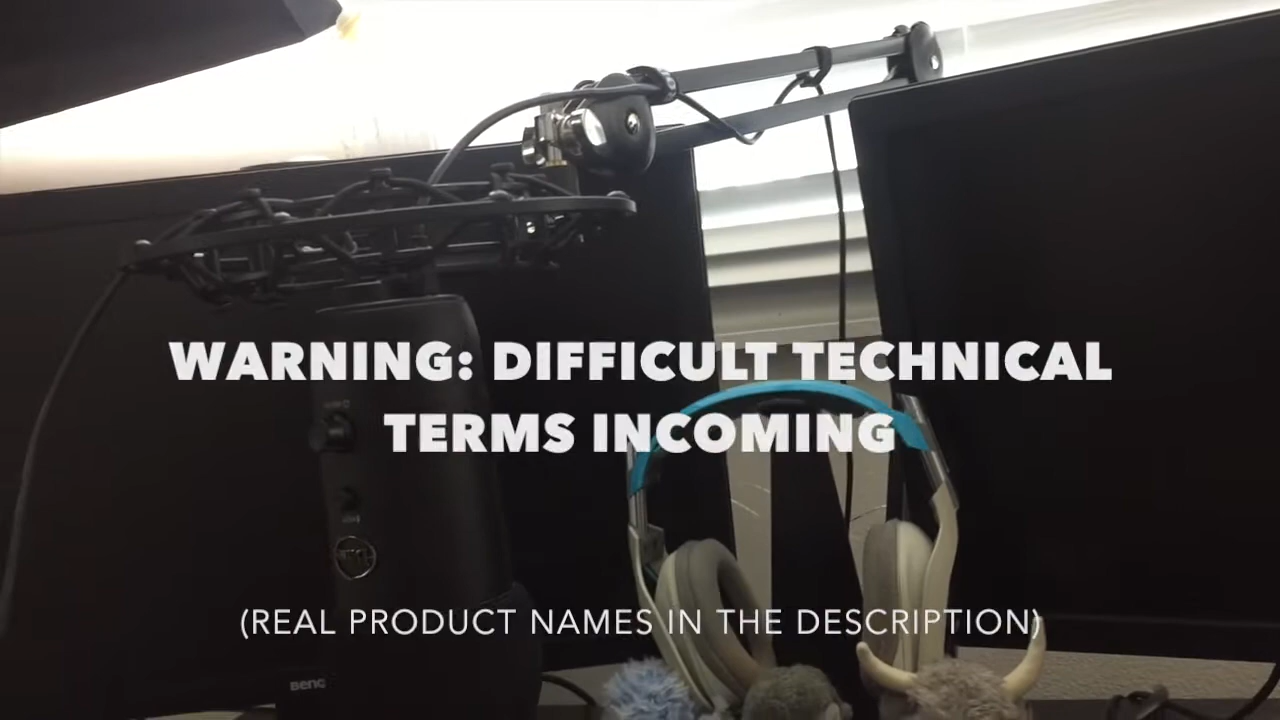 WARNING: DIFFICULT TECHNICAL
TERMS INCOMING
(REAL PRODUCT NAMES IN THE DESCRIPTION)
BenQ